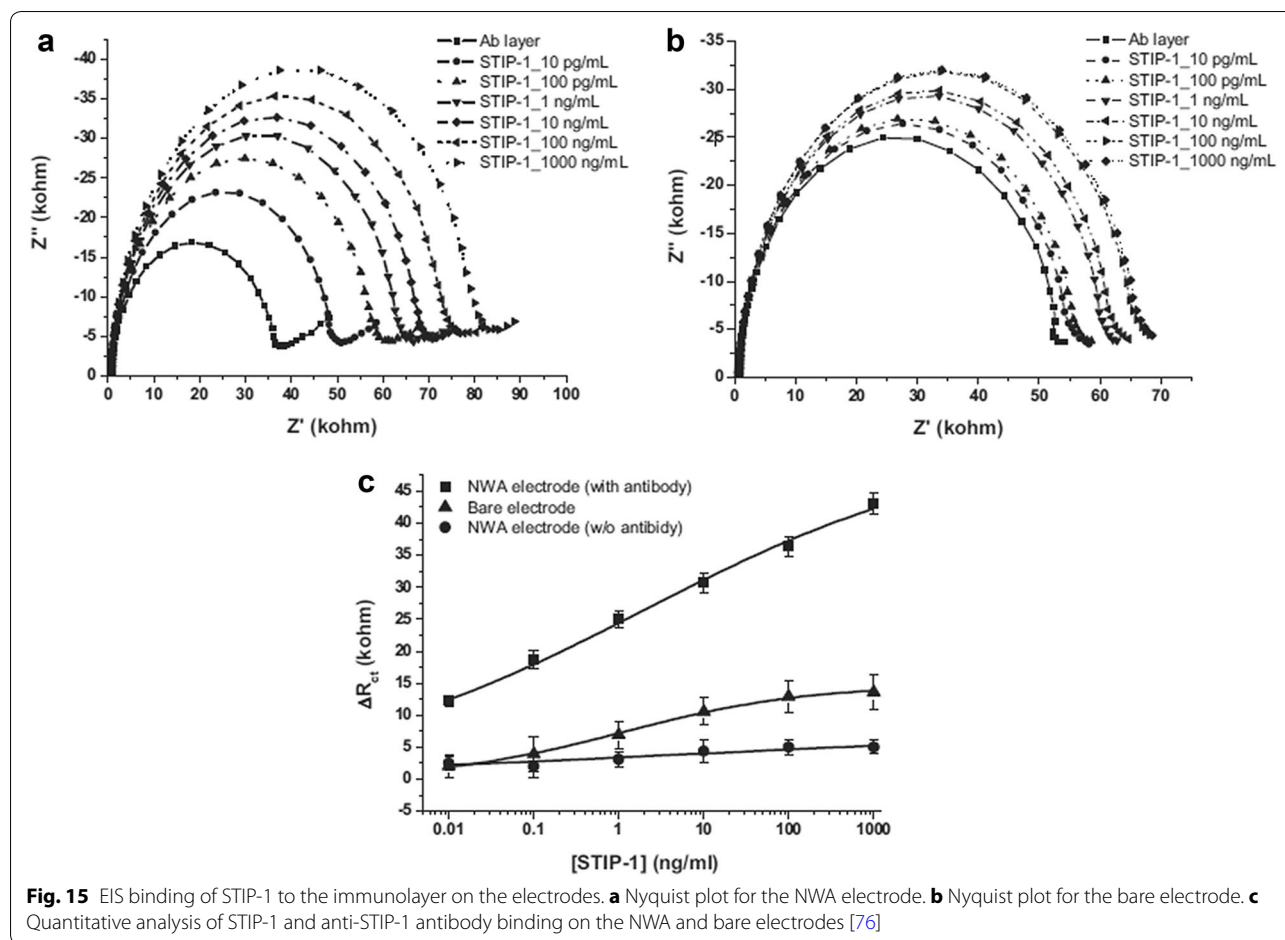 a
-40
-35
-30
-25
-20
-15
-10
-5
0
Z" (kohm)
0 10 20 30 40 50 60 70 80 90 100
Z' (kohm)
Ab layer
STIP-1_10 pg/mL
STIP-1_100 pg/mL
STIP-1_1 ng/mL
STIP-1_10 ng/mL
STIP-1_100 ng/mL
STIP-1_1000 ng/mL
b
-35
-30
-25
-20
-15
-10
-5
0
Z" (kohm)
0 10 20 30 40 50 60 70
Z' (kohm)
Ab layer
STIP-1_10 pg/mL
STIP-1_100 pg/mL
STIP-1_1 ng/mL
STIP-1_10 ng/mL
STIP-1_100 ng/mL
STIP-1_1000 ng/mL
c
45
40
35
30
25
20
15
10
5
0
-5
ΔRct (kohm)
NWA electrode (with antibody)
Bare electrode
NWA electrode (w/o antibidy)
0.01 0.1 1 10 100 1000
[STIP-1] (ng/ml)
Fig. 15 EIS binding of STIP-1 to the immunolayer on the electrodes. a Nyquist plot for the NWA electrode. b Nyquist plot for the bare electrode. c
Quantitative analysis of STIP-1 and anti-STIP-1 antibody binding on the NWA and bare electrodes [76]